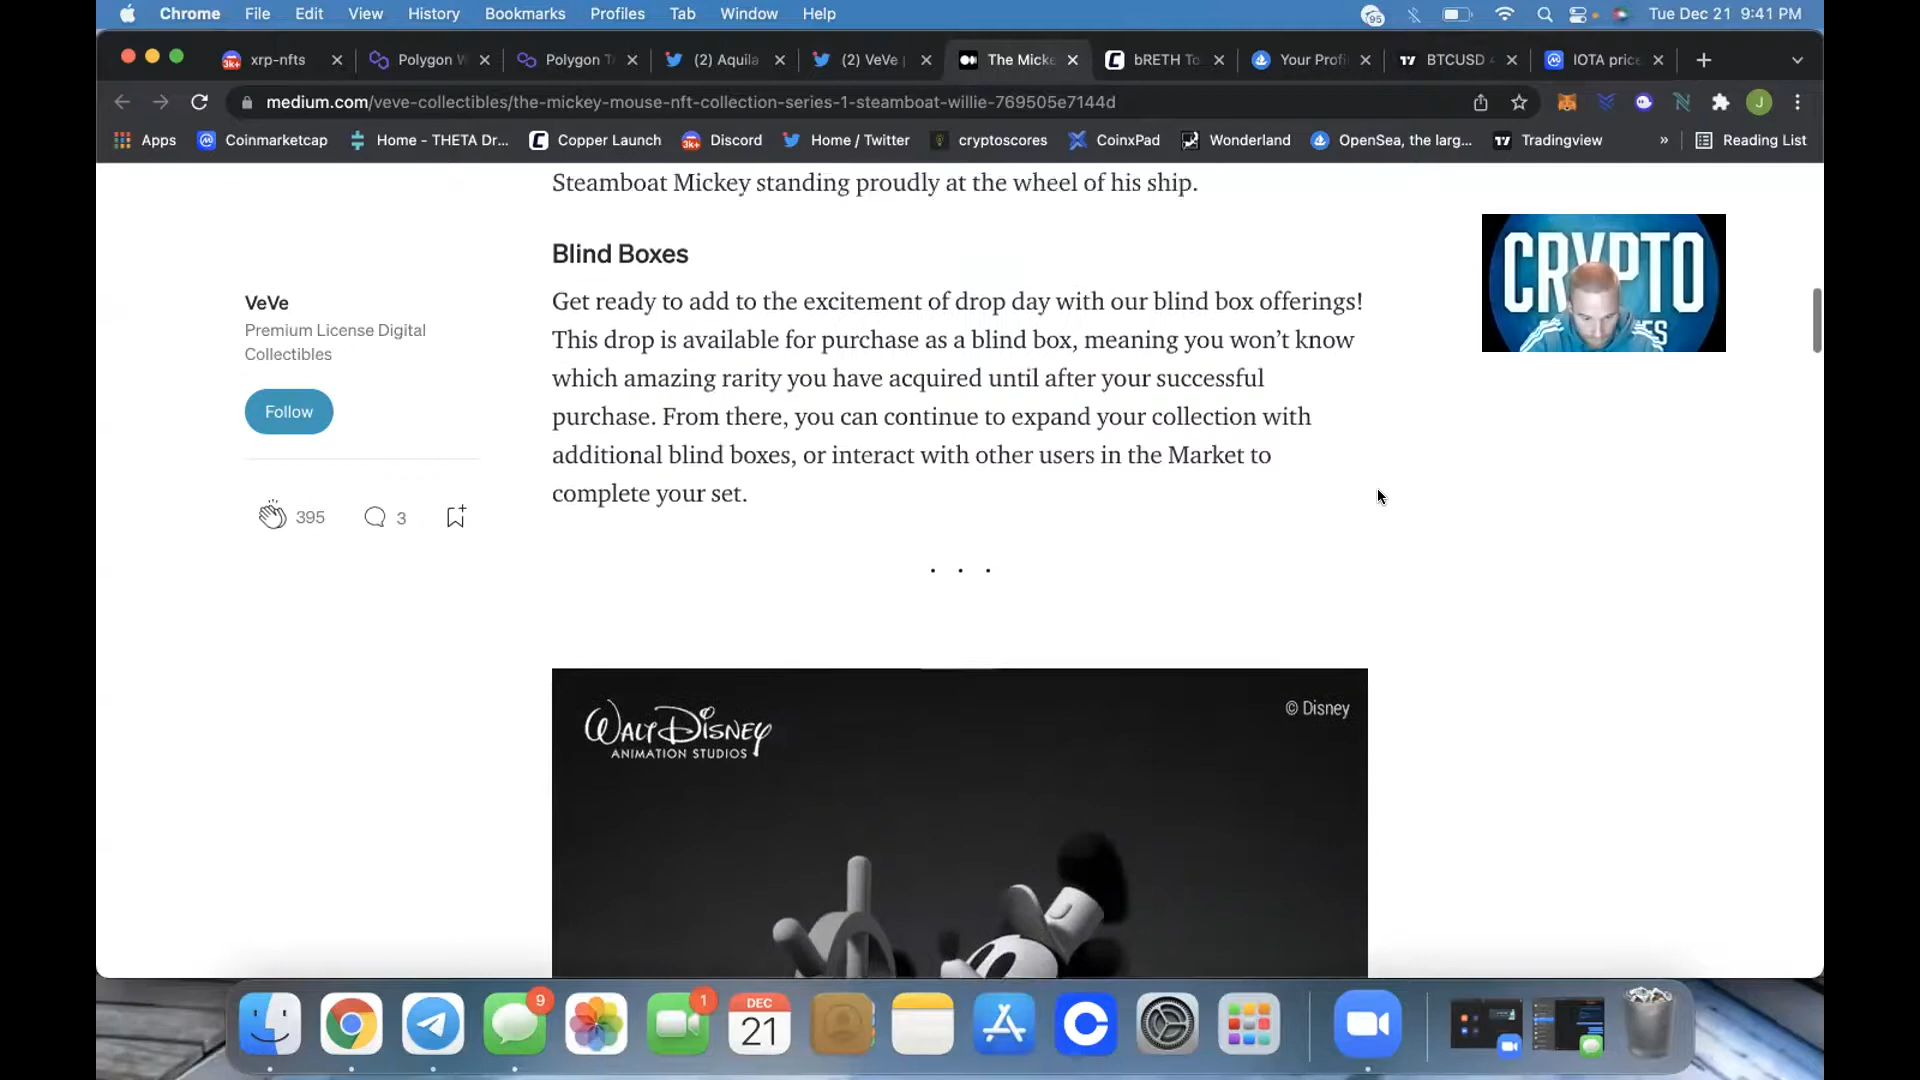 Chrome File Edit View History Bookmarks Profiles Tab Window Help
95
Tue Dec 21 9:41 PM
3K+ xrp-nfts
Polygon W
Polygon T
(2) Aquila
(2) VeVe
The Micke
bRETH To
Your Profi
BTCUSD
IOTA pric
medium.com/veve-collectibles/the-mickey-mouse-nft-collection-series-1-steamboat-willie-769505e7144d
J
Apps Coinmarketcap Home - THETA Dr... Copper Launch 3K+ Discord Home / Twitter cryptoscores CoinxPad Wonderland OpenSea, the larg... Tradingview » Reading List
Steamboat Mickey standing proudly at the wheel of his ship.
CRYPTO
Blind Boxes
Get ready to add to the excitement of drop day with our blind box offerings!
This drop is available for purchase as a blind box, meaning you won’t know
which amazing rarity you have acquired until after your successful
purchase. From there, you can continue to expand your collection with
additional blind boxes, or interact with other users in the Market to
complete your set.
VeVe
Premium License Digital
Collectibles
Follow
395 3
. . .
WALT DISNEY
ANIMATION STUDIOS
© Disney
9
1
DEC
21